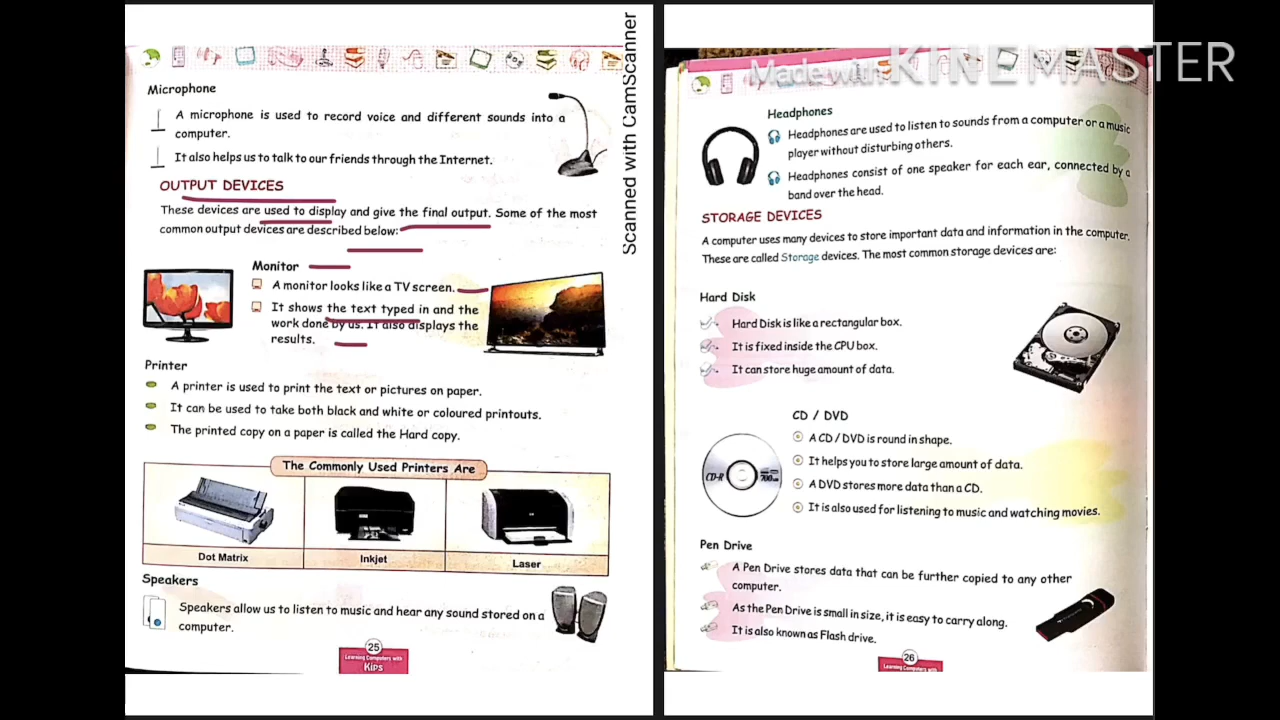 Microphone
A microphone is used to record voice and different sounds into a
computer.
It also helps us to talk to our friends through the Internet.
OUTPUT DEVICES
These devices are used to display and give the final output. Some of the most
common output devices are described below:
Monitor
A monitor looks like a TV screen.
It shows the text typed in and the
work done by us. It also displays the
results.
Printer
A printer is used to print the text or pictures on paper.
It can be used to take both black and white or coloured printouts.
The printed copy on a paper is called the Hard copy.
The Commonly Used Printers Are
Dot Matrix
Inkjet
Laser
Speakers
Speakers allow us to listen to music and hear any sound stored on a
computer.
25
Learning Computers with
KIPS
Scanned with CamScanner
Made with KINEMASTER
Headphones
Headphones are used to listen to sounds from a computer or a music
player without disturbing others.
Headphones consist of one speaker for each ear, connected by a
band over the head.
STORAGE DEVICES
A computer uses many devices to store important data and information in the computer.
These are called Storage devices. The most common storage devices are:
Hard Disk
Hard Disk is like a rectangular box.
It is fixed inside the CPU box.
It can store huge amount of data.
CD / DVD
A CD / DVD is round in shape.
It helps you to store large amount of data.
A DVD stores more data than a CD.
It is also used for listening to music and watching movies.
CD-R
700
Pen Drive
A Pen Drive stores data that can be further copied to any other
computer.
As the Pen Drive is small in size, it is easy to carry along.
It is also known as Flash drive.
26
Learning Computers with